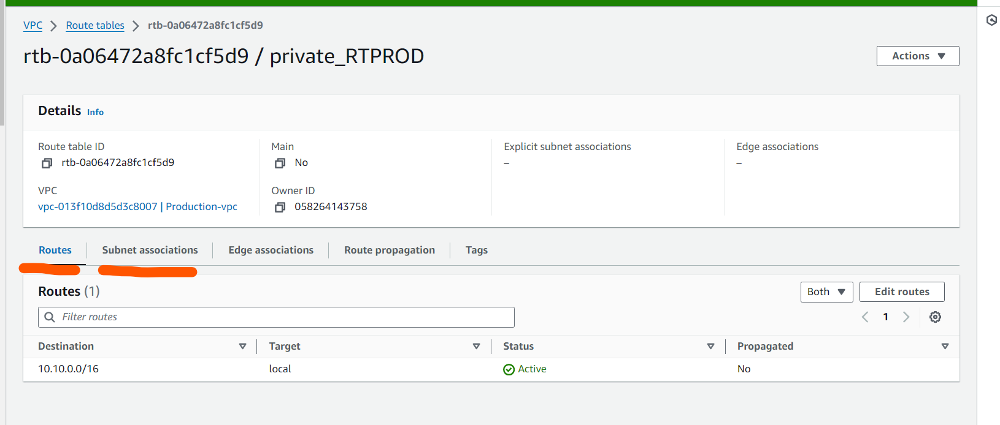 VPC > Route tables > rtb-0a06472a8fc1cf5d9
rtb-0a06472a8fc1cf5d9 / private_RTPROD
Actions
Details Info
Route table ID
rtb-0a06472a8fc1cf5d9
Main
No
Explicit subnet associations
–
Edge associations
–
VPC
vpc-013f10d8d5d3c8007 | Production-vpc
Owner ID
058264143758
Routes Subnet associations Edge associations Route propagation Tags
Routes (1)
Both Edit routes
Filter routes
1
Destination Target Status Propagated
10.10.0.0/16 local Active No